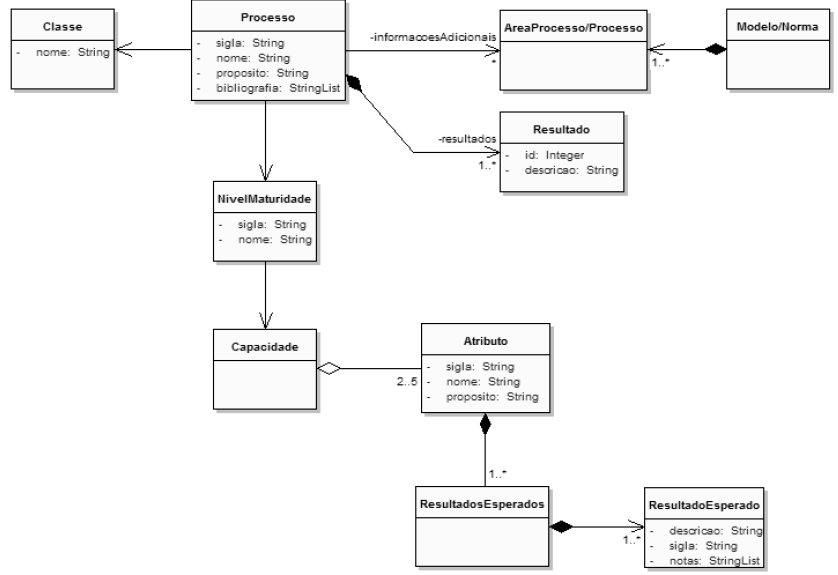 Classe
- nome: String
Processo
- sigla: String
- nome: String
- proposito: String
- bibliografia: StringList
-informacoesAdicionais
*
AreaProcesso/Processo
1..*
Modelo/Norma
-resultados
1..*
Resultado
- id: Integer
- descricao: String
NivelMaturidade
- sigla: String
- nome: String
Capacidade
2..5
Atributo
- sigla: String
- nome: String
- proposito: String
1..*
ResultadosEsperados
1..*
ResultadoEsperado
- descricao: String
- sigla: String
- notas: StringList